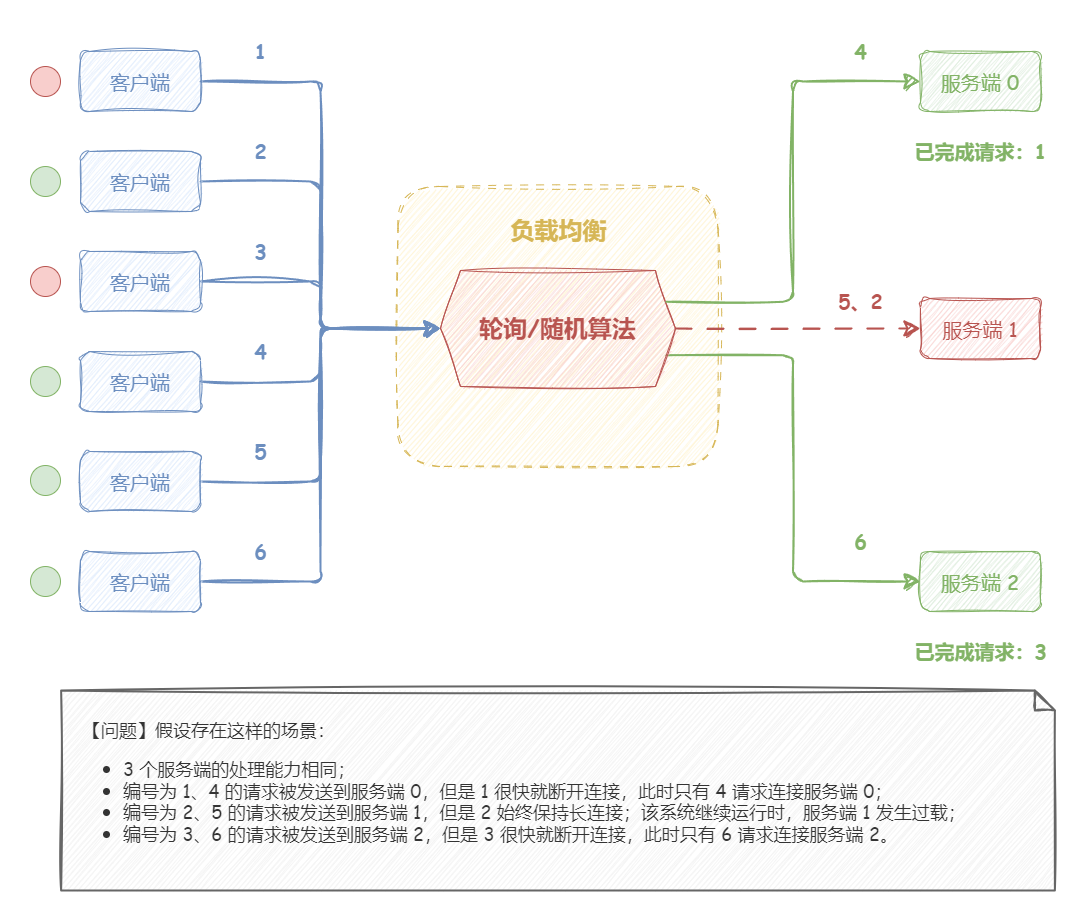 1
客户端
2
客户端
3
客户端
4
客户端
5
客户端
6
客户端
负载均衡
轮询/随机算法
4
服务端 0
已完成请求：1
5、2
服务端 1
6
服务端 2
已完成请求：3
【问题】假设存在这样的场景：
• 3 个服务端的处理能力相同；
• 编号为 1、4 的请求被发送到服务端 0，但是 1 很快就断开连接，此时只有 4 请求连接服务端 0；
• 编号为 2、5 的请求被发送到服务端 1，但是 2 始终保持长连接；该系统继续运行时，服务端 1 发生过载；
• 编号为 3、6 的请求被发送到服务端 2，但是 3 很快就断开连接，此时只有 6 请求连接服务端 2。